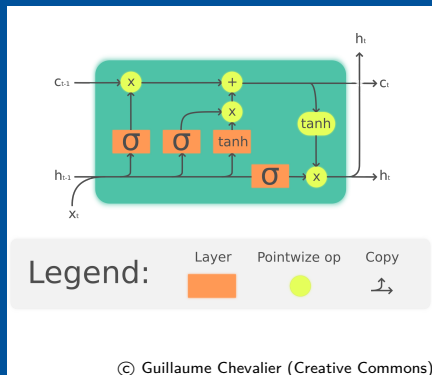 hₜ
cₜ₋₁ x + cₜ
x
tanh
σ σ tanh
hₜ₋₁ σ x hₜ
xₜ
Legend:
Layer Pointwize op Copy
© Guillaume Chevalier (Creative Commons)